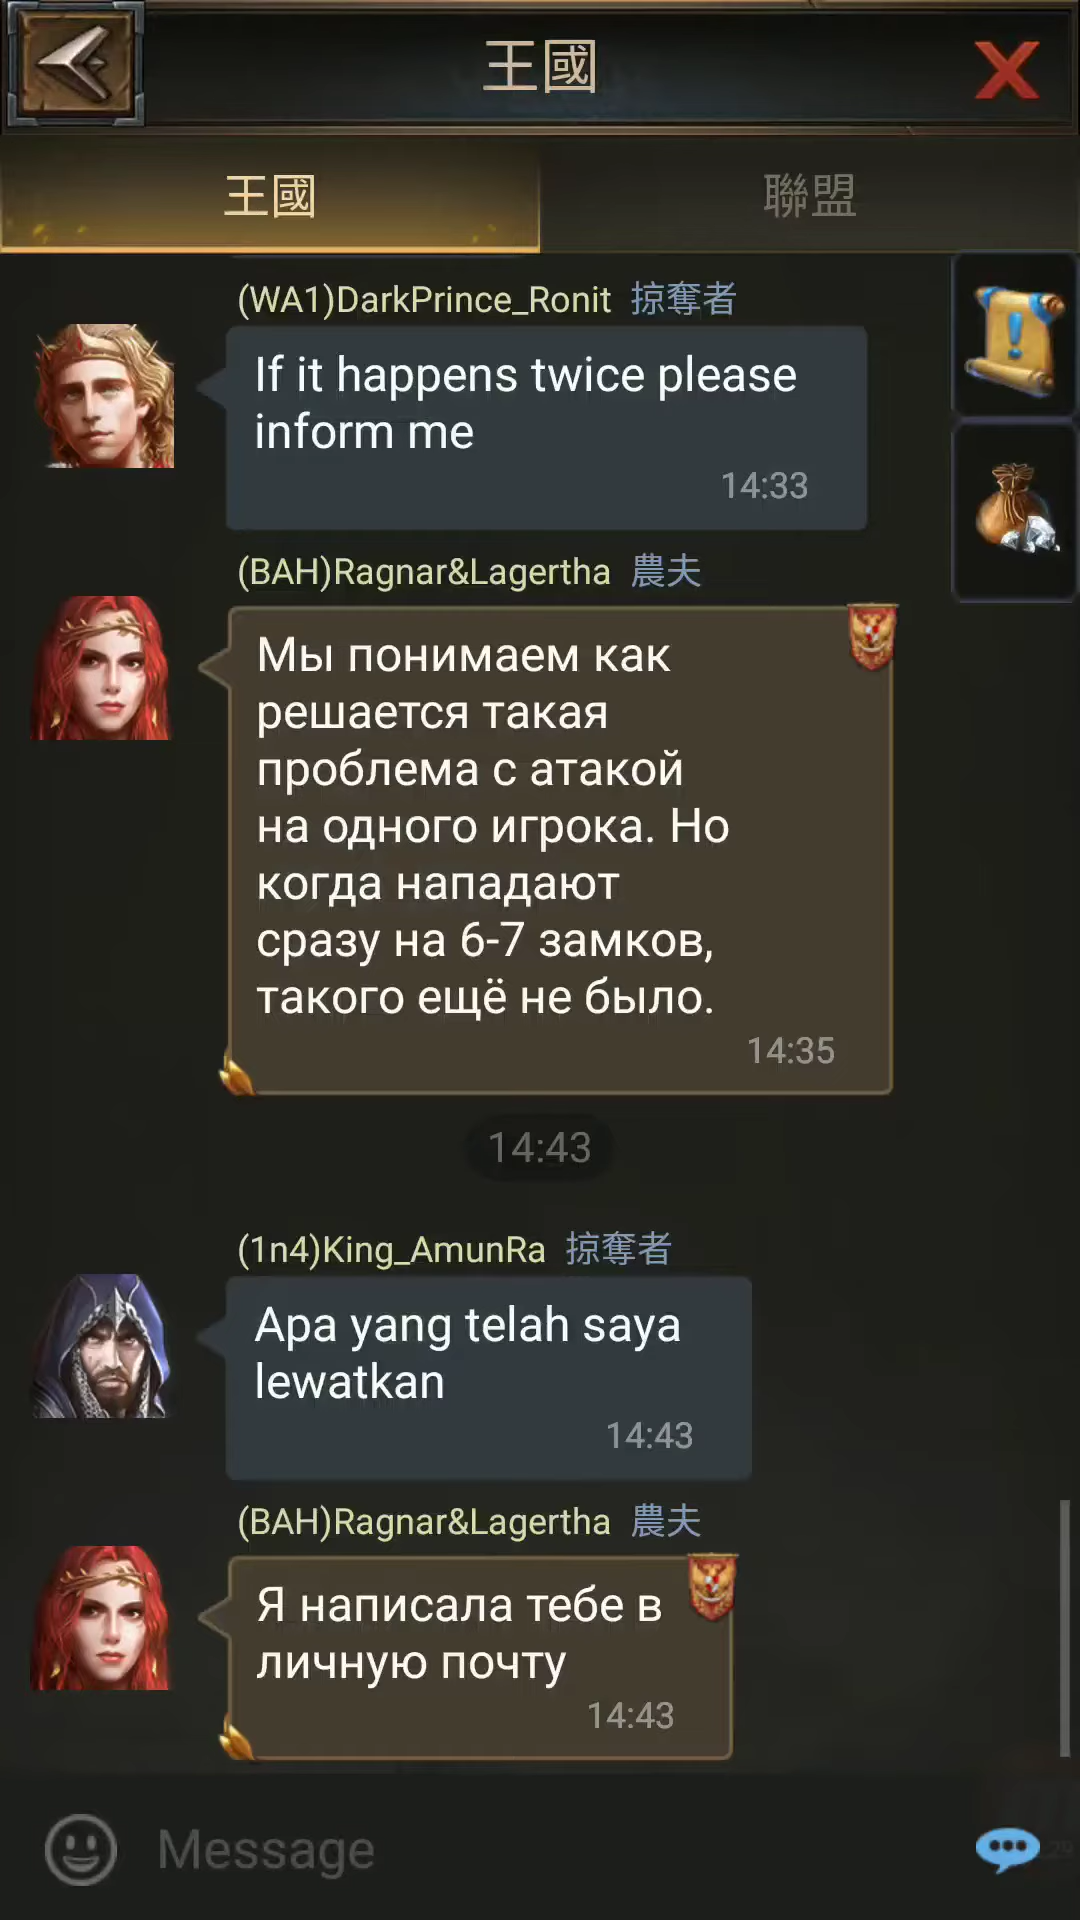 王國
王國
聯盟
(WA1)DarkPrince_Ronit 掠奪者
If it happens twice please
inform me
14:33
(BAH)Ragnar&Lagertha 農夫
Мы понимаем как
решается такая
проблема с атакой
на одного игрока. Но
когда нападают
сразу на 6-7 замков,
такого ещё не было.
14:35
14:43
(1n4)King_AmunRa 掠奪者
Apa yang telah saya
lewatkan
14:43
(BAH)Ragnar&Lagertha 農夫
Я написала тебе в
личную почту
14:43
Message